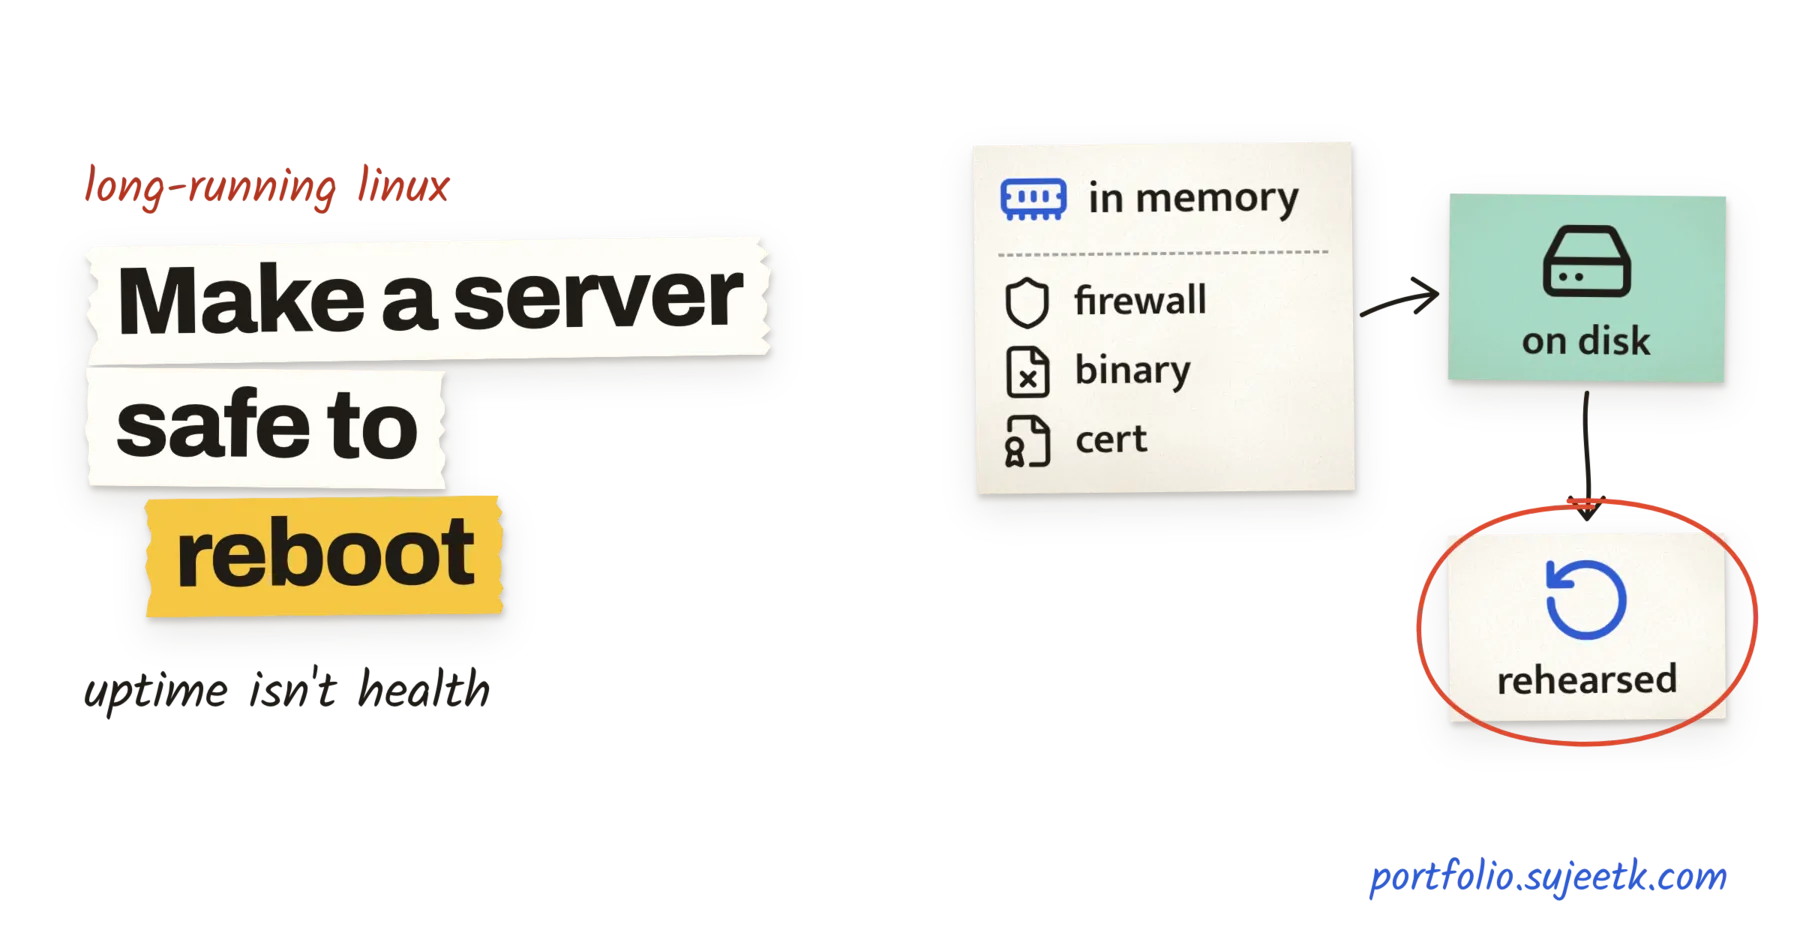 long-running linux
Make a server
safe to
reboot
uptime isn't health
in memory
firewall
binary
cert
on disk
rehearsed
portfolio.sujeetk.com